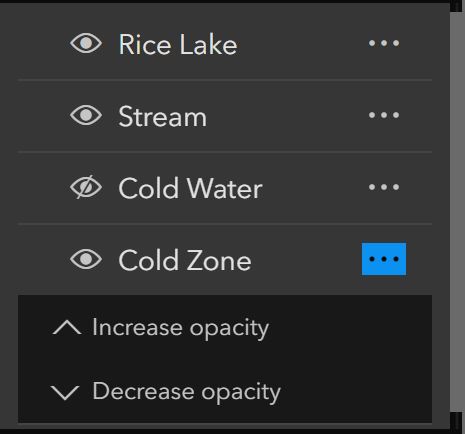 Rice Lake
Stream
Cold Water
Cold Zone
Increase opacity
Decrease opacity